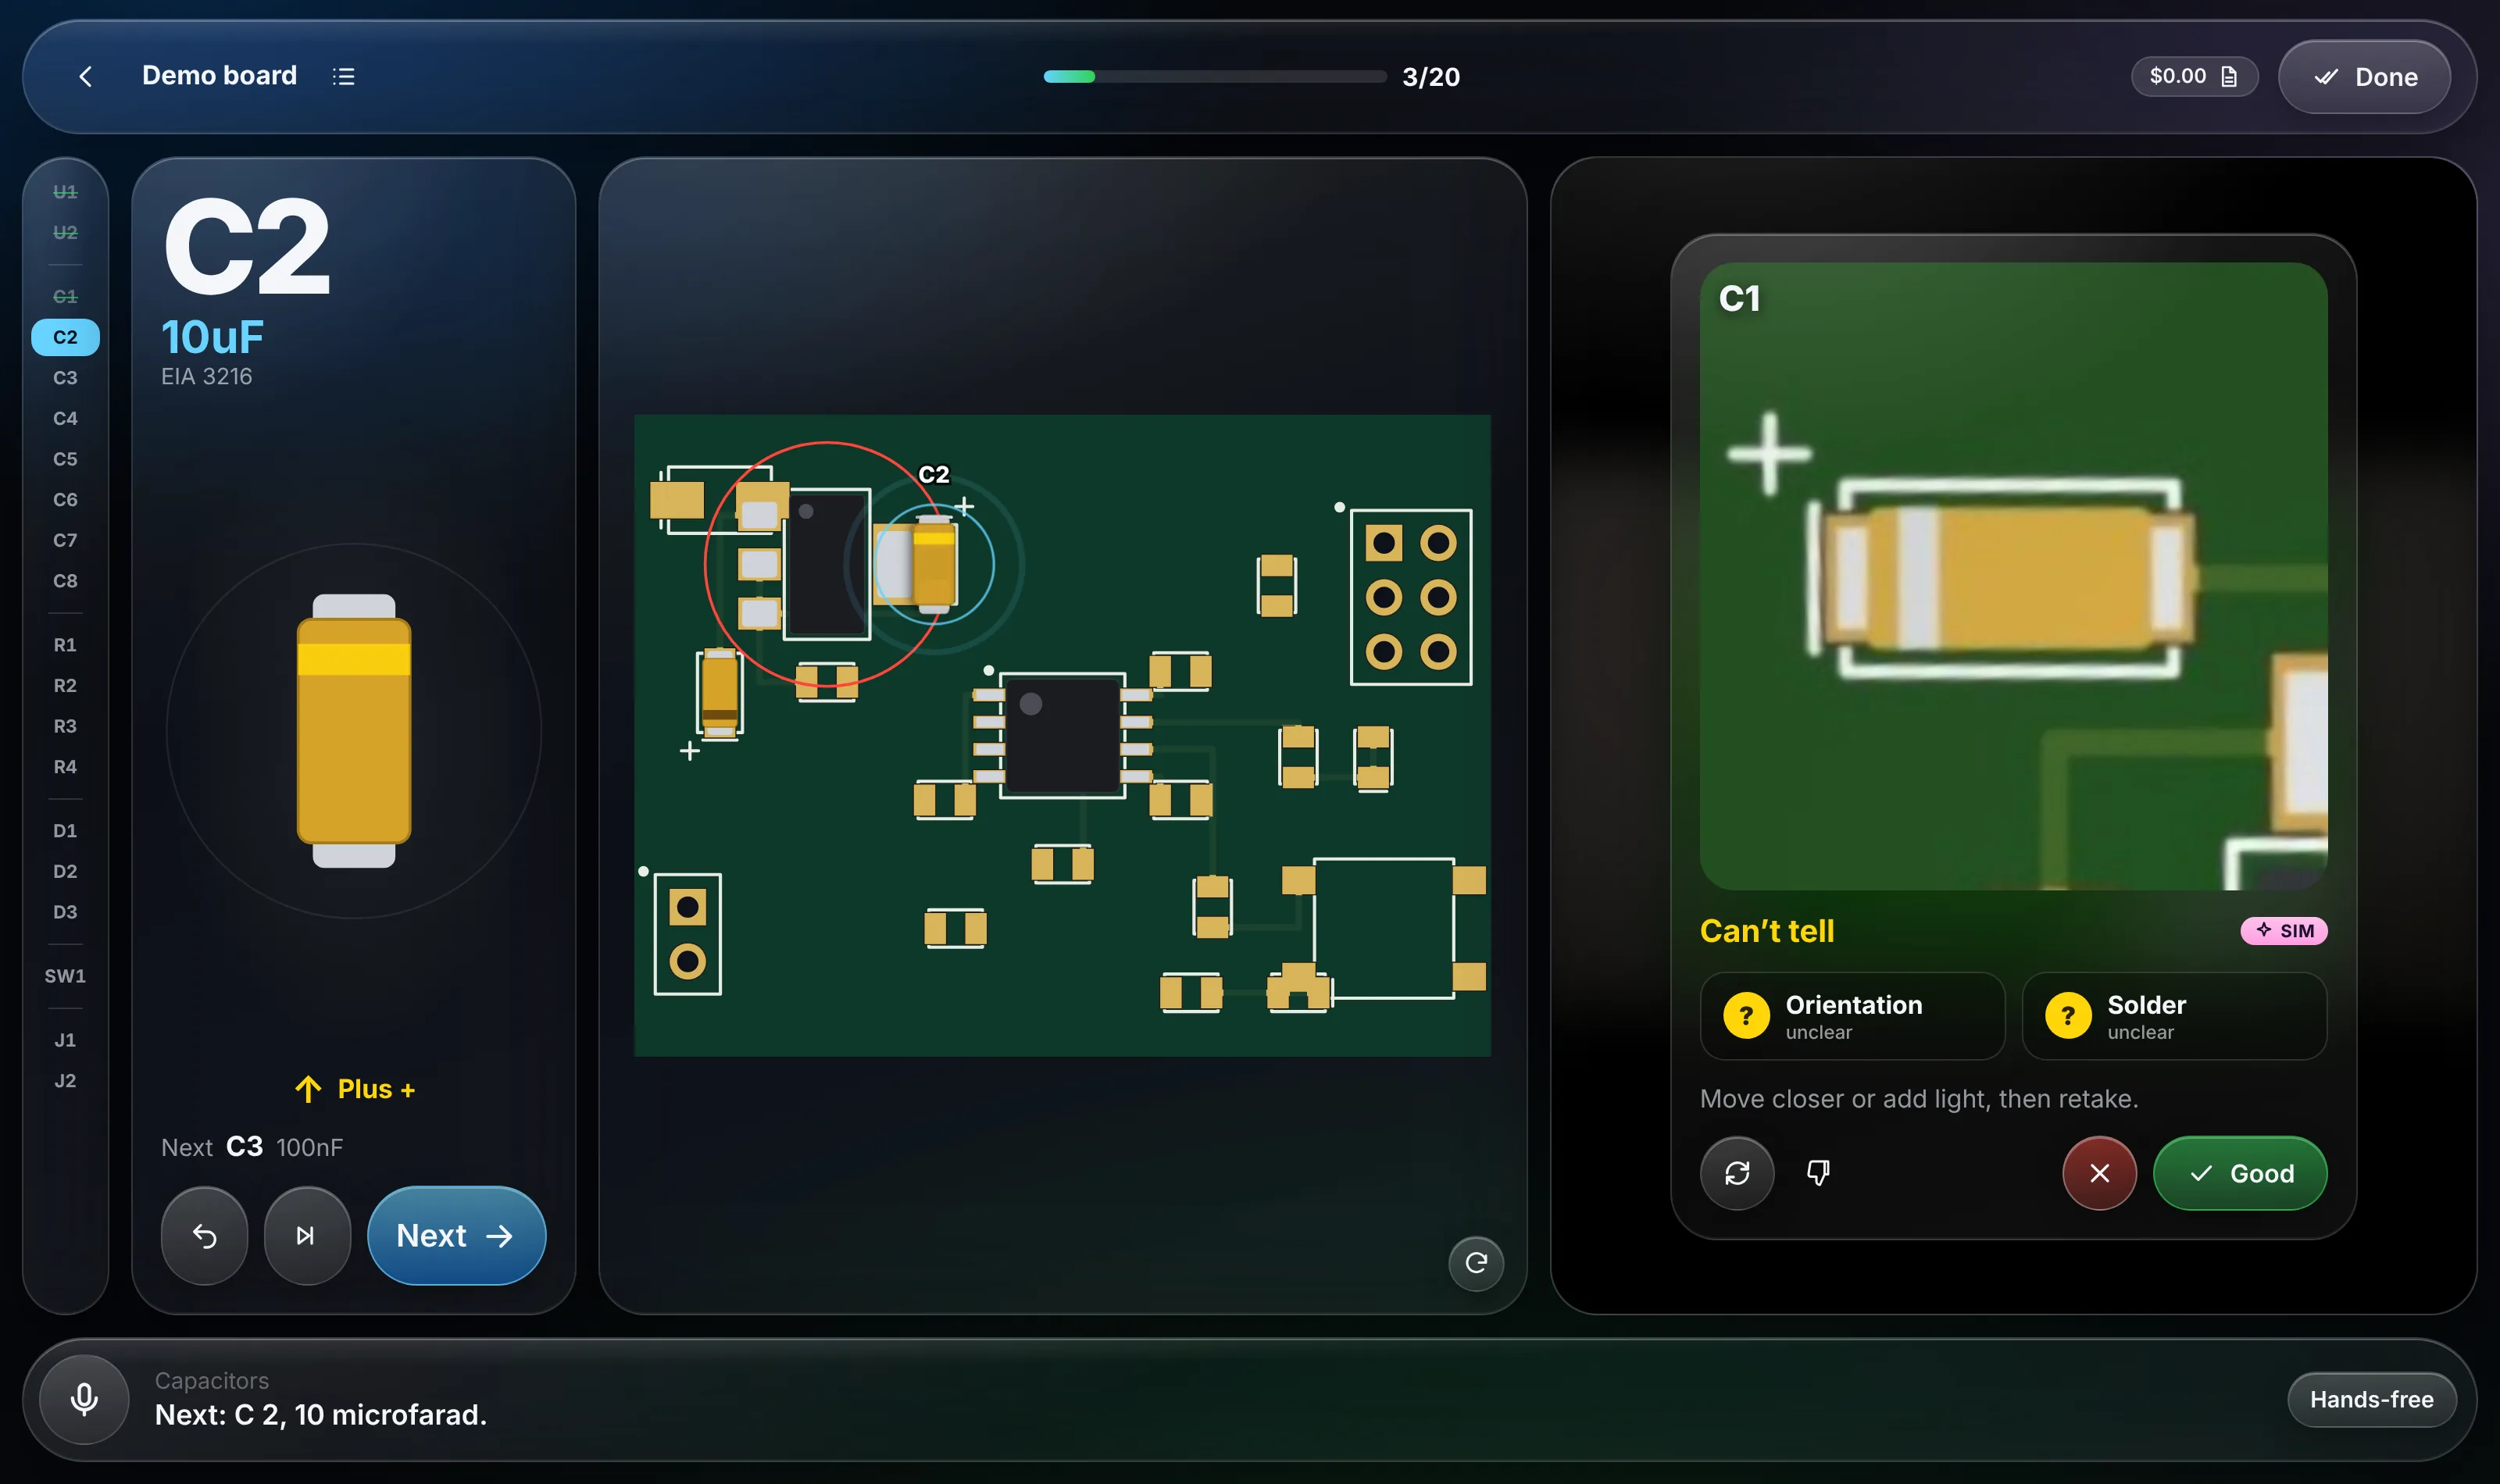 Demo board
3/20
$0.00
Done
U1
U2
C1
C2
C3
C4
C5
C6
C7
C8
R1
R2
R3
R4
D1
D2
D3
SW1
J1
J2
C2
10uF
EIA 3216
Plus +
Next C3 100nF
Next
C2
+
+
C1
+
Can't tell
SIM
? Orientation
unclear
? Solder
unclear
Move closer or add light, then retake.
Good
Capacitors
Next: C 2, 10 microfarad.
Hands-free